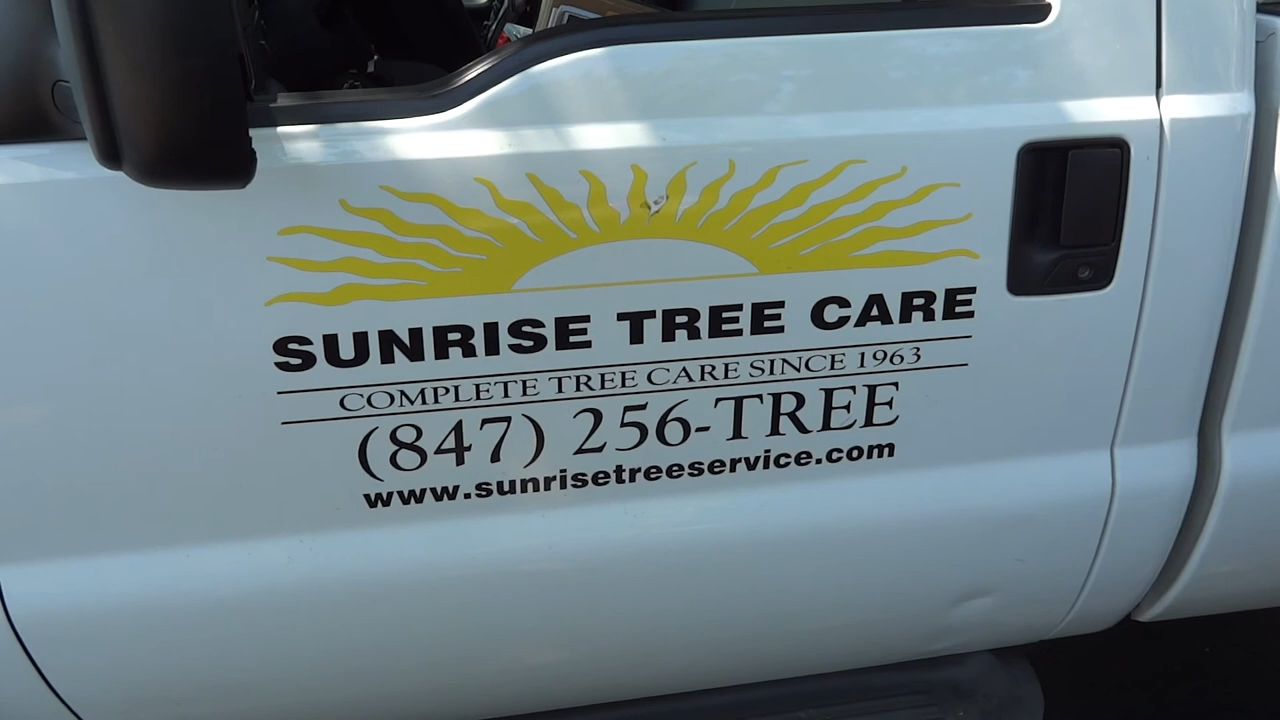 SUNRISE TREE CARE
COMPLETE TREE CARE SINCE 1963
(847) 256-TREE
www.sunrisetreeservice.com